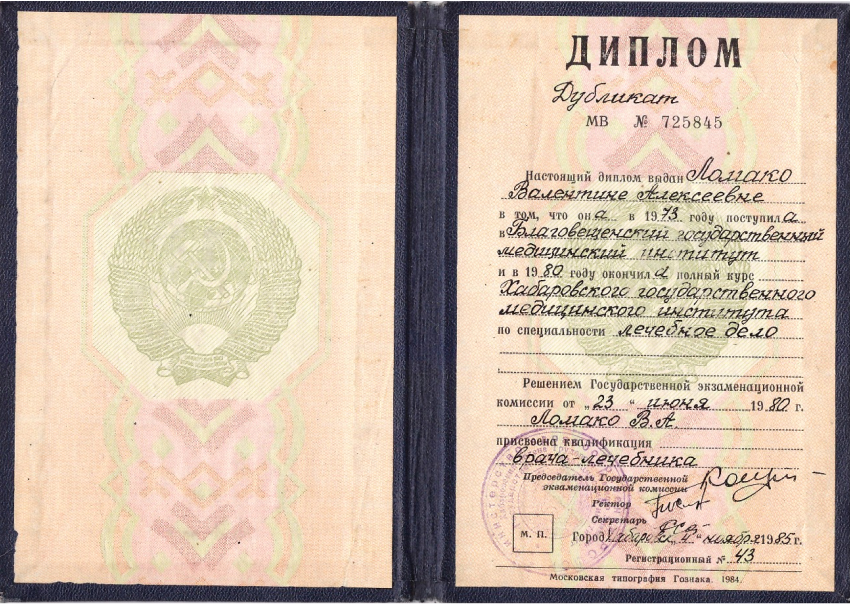 ДИПЛОМ
Дубликат
МВ № 725845
Настоящий диплом выдан Ломако
Валентине Алексеевне
в том, что она в 1973 году поступила
в Благовещенский государственный
медицинский институт
и в 1980 году окончила полный курс
Хабаровского государственного
медицинского института
по специальности лечебное дело
Решением Государственной экзаменационной
комиссии от „23" июня 1980 г.
Ломако В.А.
присвоена квалификация
врача-лечебника
Председатель Государственной
экзаменационной комиссии
Ректор
Секретарь
М. П.
Город Хабаровск ноября 1985 г.
Регистрационный № 43
Московская типография Гознака. 1984.